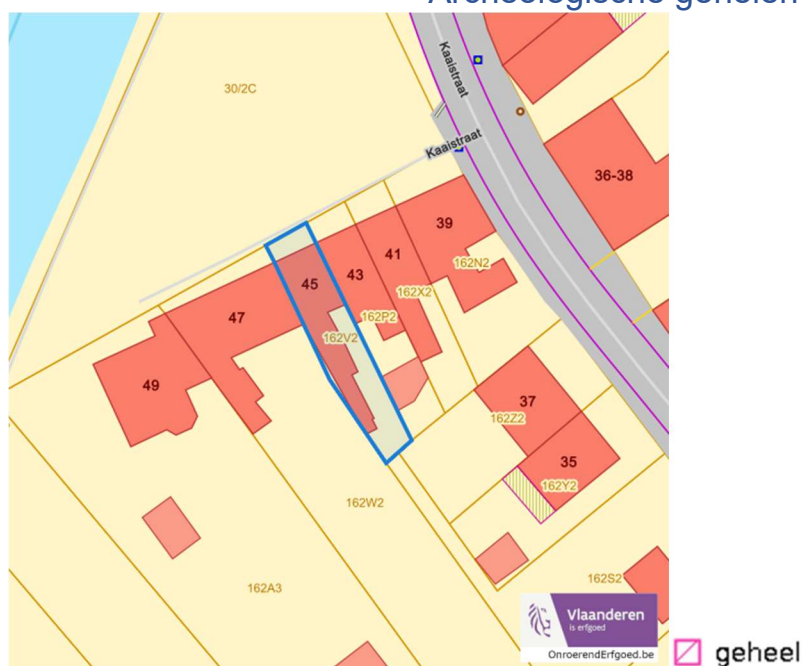 Archeologische gehelen
Kaaistraat
30/2C
Kaaistraat
36-38
39
41
162N2
43
45
162X2
162P2
47
162V2
49
37
162Z2
35
162Y2
162W2
162A3
162S2
Vlaanderen
is erfgoed
OnroerendErfgoed.be
geheel